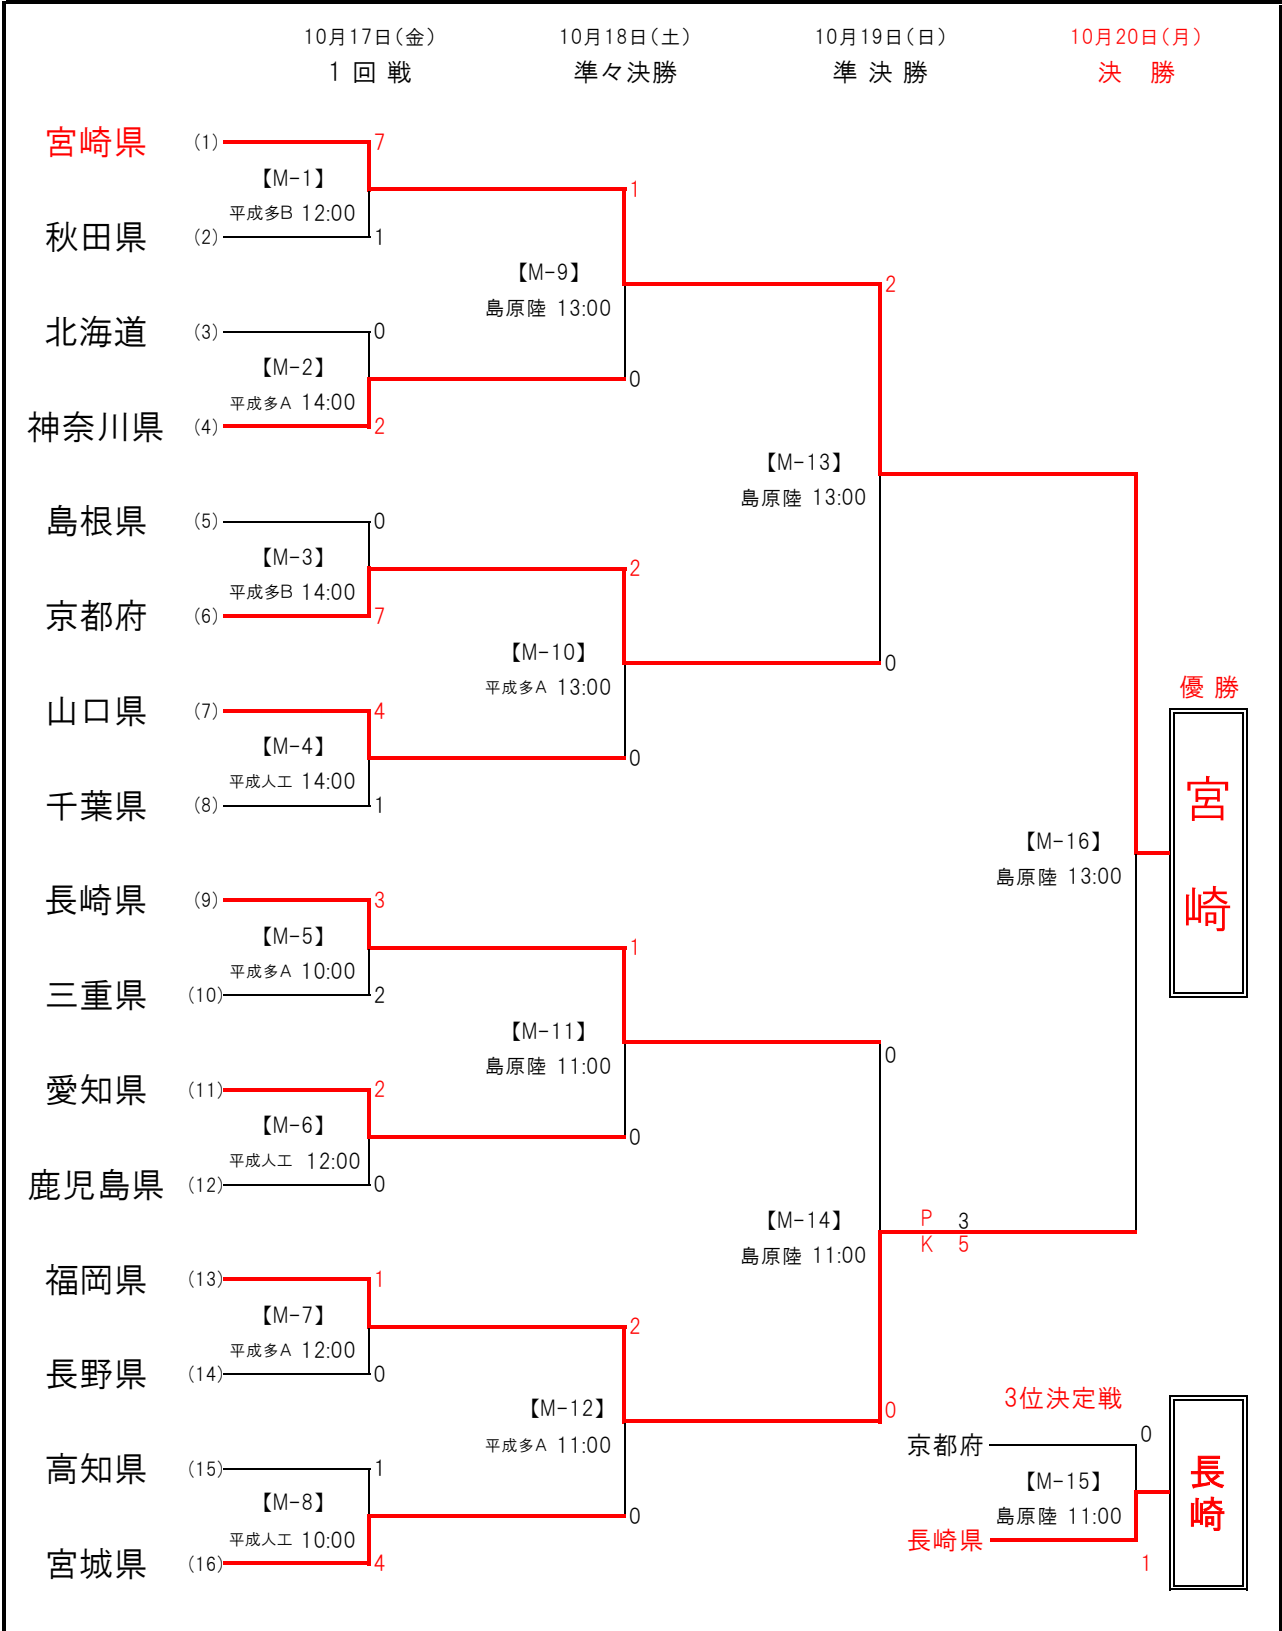 10月17日(金) 10月18日(土) 10月19日(日) 10月20日(月)
1 回 戦 準々決勝 準 決 勝 決 勝
宮崎県 (1) 7
【M-1】
平成多B 12:00
1
秋田県 (2) 1
【M-9】
島原陸 13:00
2
北海道 (3) 0
【M-2】
平成多A 14:00
0
神奈川県 (4) 2
【M-13】
島原陸 13:00
島根県 (5) 0
【M-3】
平成多B 14:00
2
京都府 (6) 7
【M-10】
平成多A 13:00
0
山口県 (7) 4
【M-4】
平成人工 14:00
0
千葉県 (8) 1
優 勝
宮
崎
【M-16】
島原陸 13:00
長崎県 (9) 3
【M-5】
平成多A 10:00
1
三重県 (10) 2
【M-11】
島原陸 11:00
0
愛知県 (11) 2
【M-6】
平成人工 12:00
0
鹿児島県 (12) 0
【M-14】
島原陸 11:00
P 3
K 5
福岡県 (13) 1
【M-7】
平成多A 12:00
2
長野県 (14) 0
【M-12】
平成多A 11:00
0
高知県 (15) 1
【M-8】
平成人工 10:00
0
宮城県 (16) 4
3位決定戦
京都府 0
【M-15】
島原陸 11:00
長崎県 1
長
崎